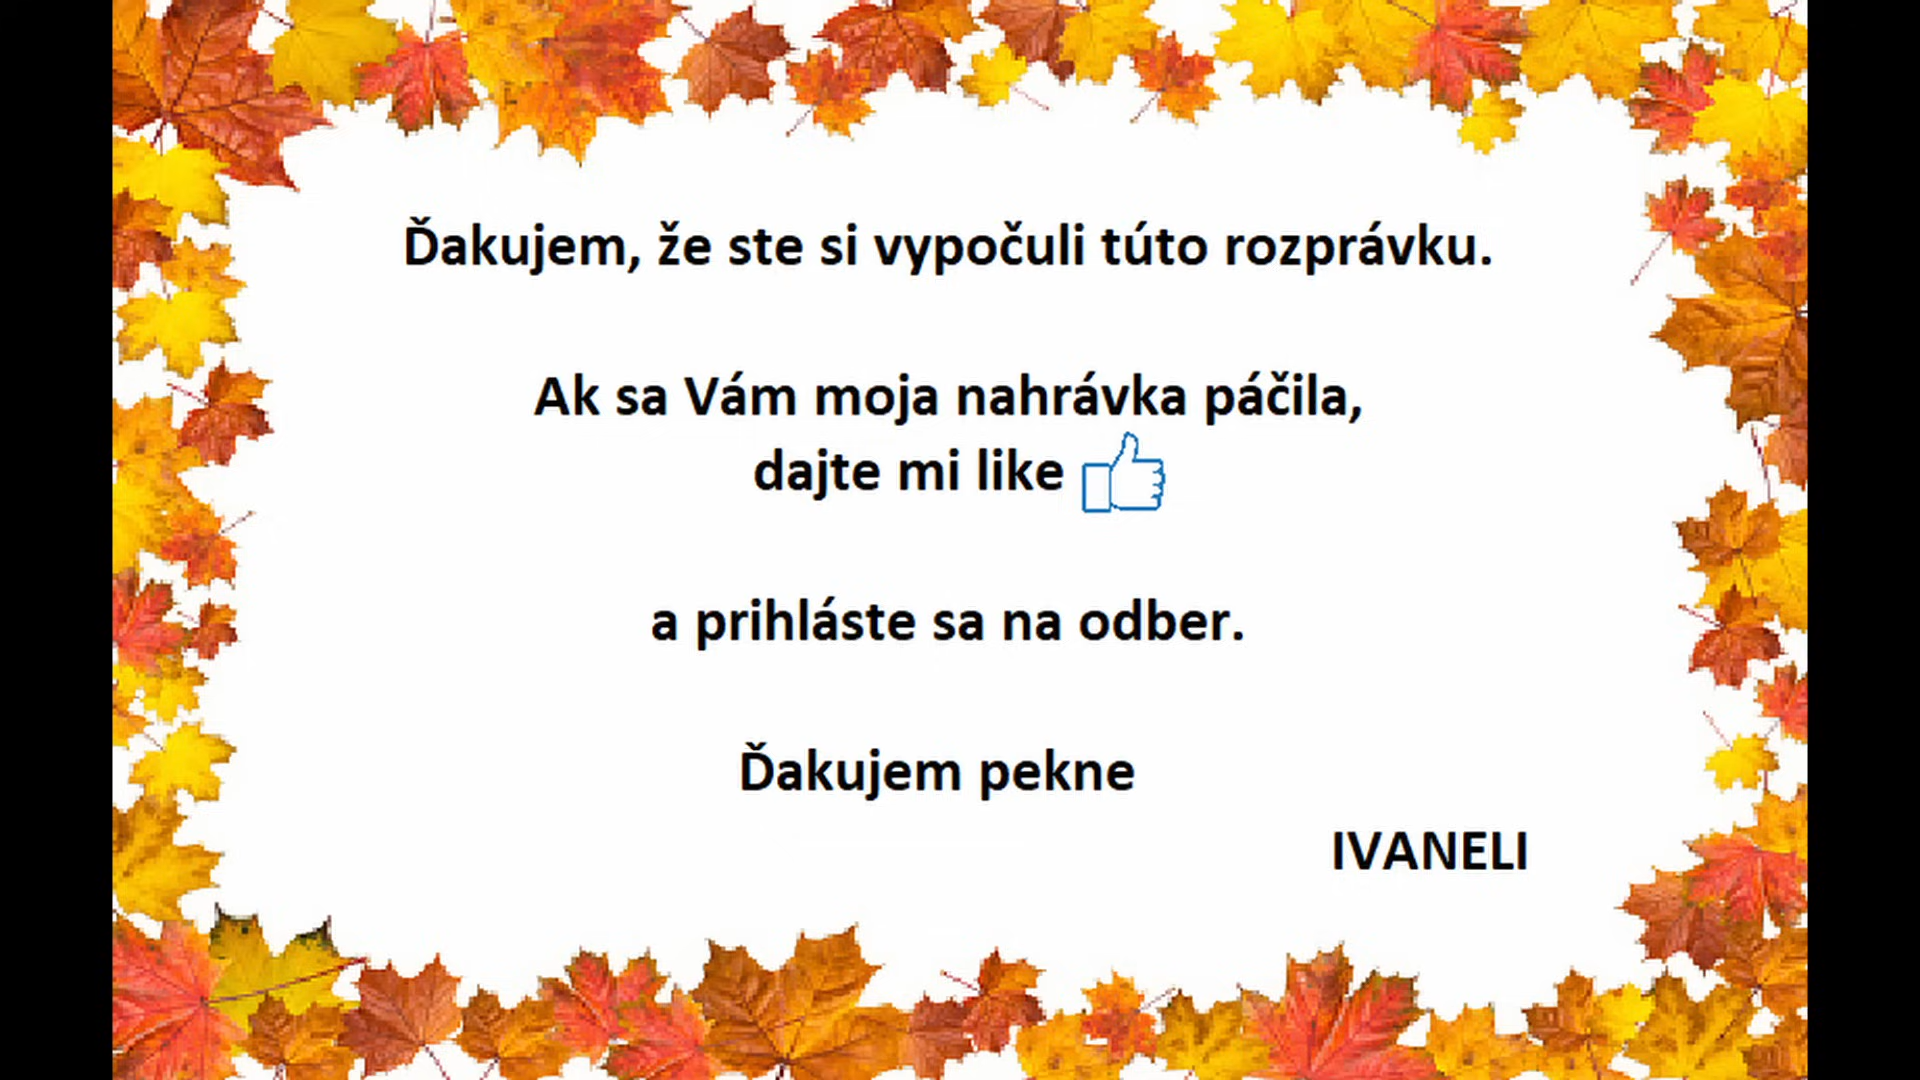 Ďakujem, že ste si vypočuli túto rozprávku.
Ak sa Vám moja nahrávka páčila,
dajte mi like
a prihláste sa na odber.
Ďakujem pekne
IVANELI